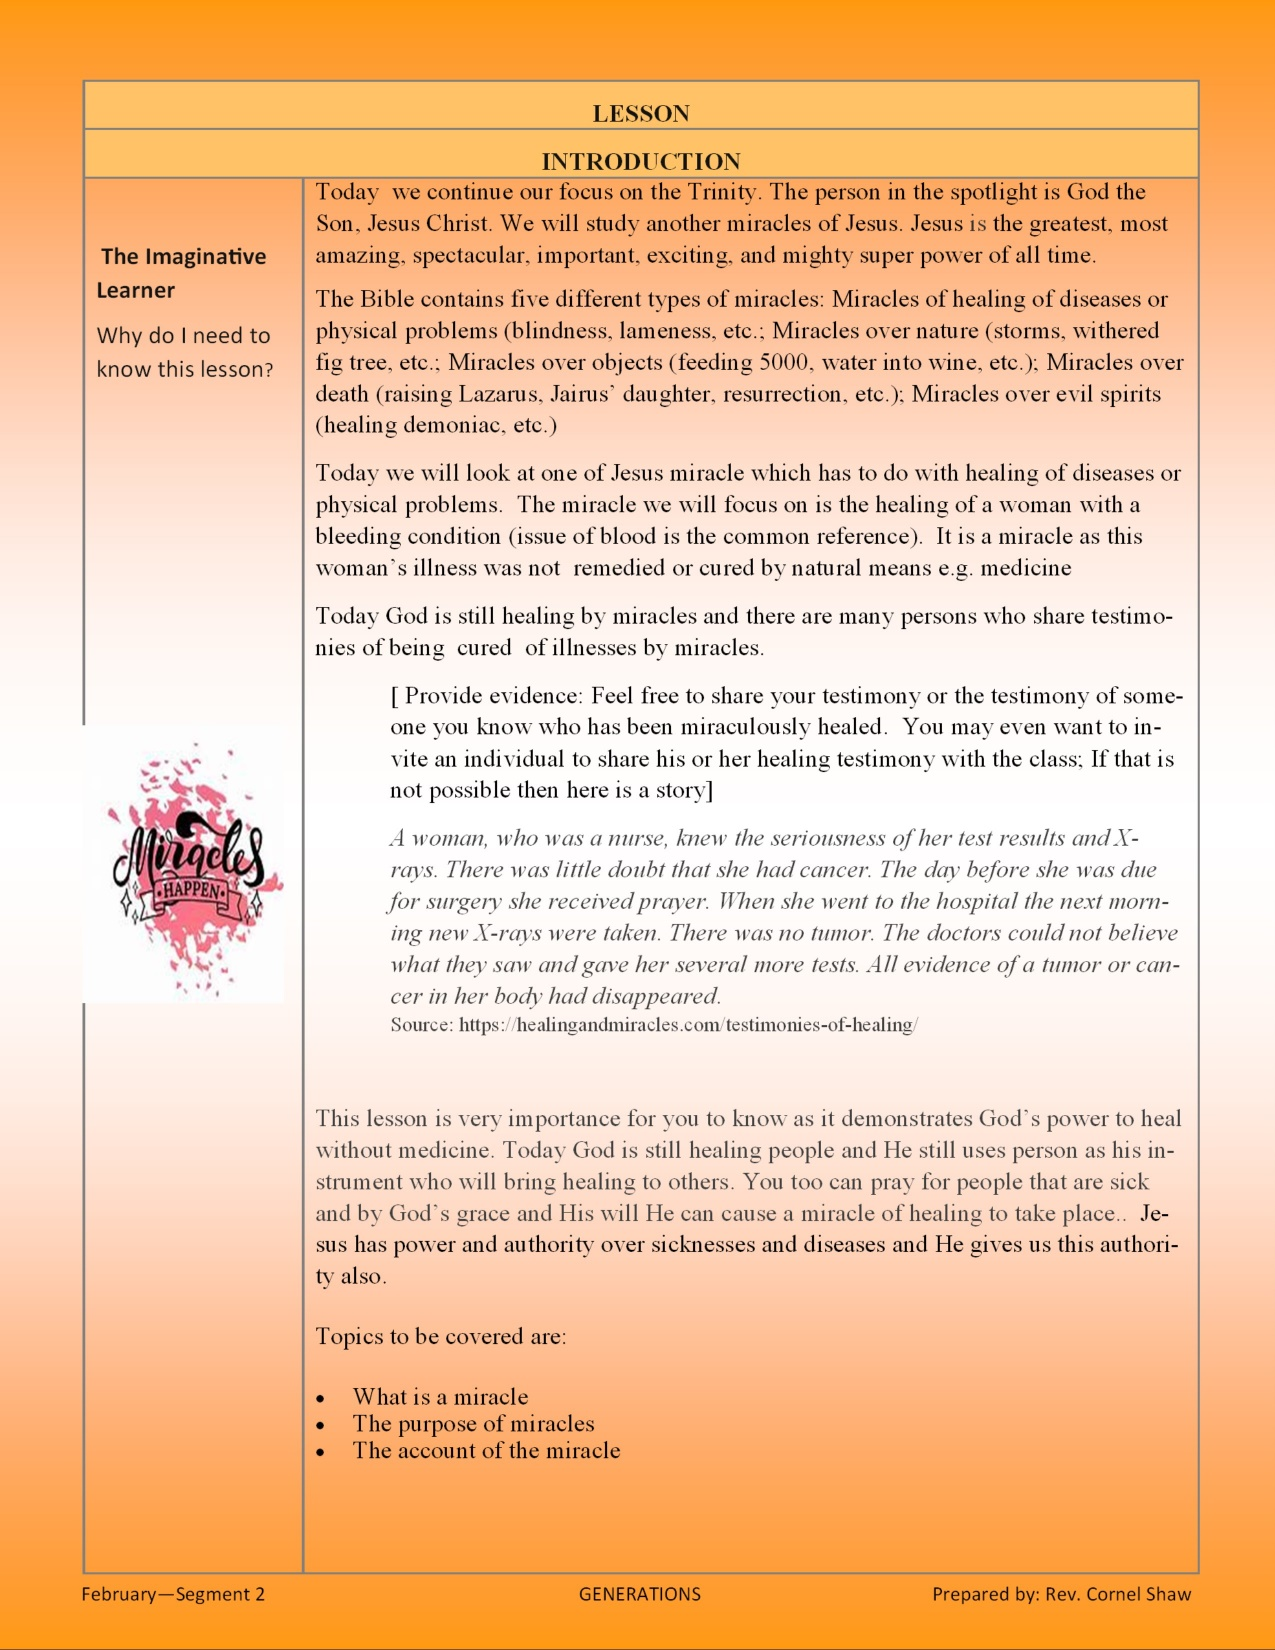 LESSON
INTRODUCTION
The Imaginative
Learner
Why do I need to
know this lesson?
Miracles
HAPPEN
Today  we continue our focus on the Trinity. The person in the spotlight is God the
Son, Jesus Christ. We will study another miracles of Jesus. Jesus is the greatest, most
amazing, spectacular, important, exciting, and mighty super power of all time.
The Bible contains five different types of miracles: Miracles of healing of diseases or
physical problems (blindness, lameness, etc.; Miracles over nature (storms, withered
fig tree, etc.; Miracles over objects (feeding 5000, water into wine, etc.); Miracles over
death (raising Lazarus, Jairus’ daughter, resurrection, etc.); Miracles over evil spirits
(healing demoniac, etc.)
Today we will look at one of Jesus miracle which has to do with healing of diseases or
physical problems.  The miracle we will focus on is the healing of a woman with a
bleeding condition (issue of blood is the common reference).  It is a miracle as this
woman’s illness was not  remedied or cured by natural means e.g. medicine
Today God is still healing by miracles and there are many persons who share testimo-
nies of being  cured  of illnesses by miracles.
[ Provide evidence: Feel free to share your testimony or the testimony of some-
one you know who has been miraculously healed.  You may even want to in-
vite an individual to share his or her healing testimony with the class; If that is
not possible then here is a story]
A woman, who was a nurse, knew the seriousness of her test results and X-
rays. There was little doubt that she had cancer. The day before she was due
for surgery she received prayer. When she went to the hospital the next morn-
ing new X-rays were taken. There was no tumor. The doctors could not believe
what they saw and gave her several more tests. All evidence of a tumor or can-
cer in her body had disappeared.
Source: https://healingandmiracles.com/testimonies-of-healing/
This lesson is very importance for you to know as it demonstrates God’s power to heal
without medicine. Today God is still healing people and He still uses person as his in-
strument who will bring healing to others. You too can pray for people that are sick
and by God’s grace and His will He can cause a miracle of healing to take place..  Je-
sus has power and authority over sicknesses and diseases and He gives us this authori-
ty also.
Topics to be covered are:
• What is a miracle
• The purpose of miracles
• The account of the miracle
February—Segment 2
GENERATIONS
Prepared by: Rev. Cornel Shaw